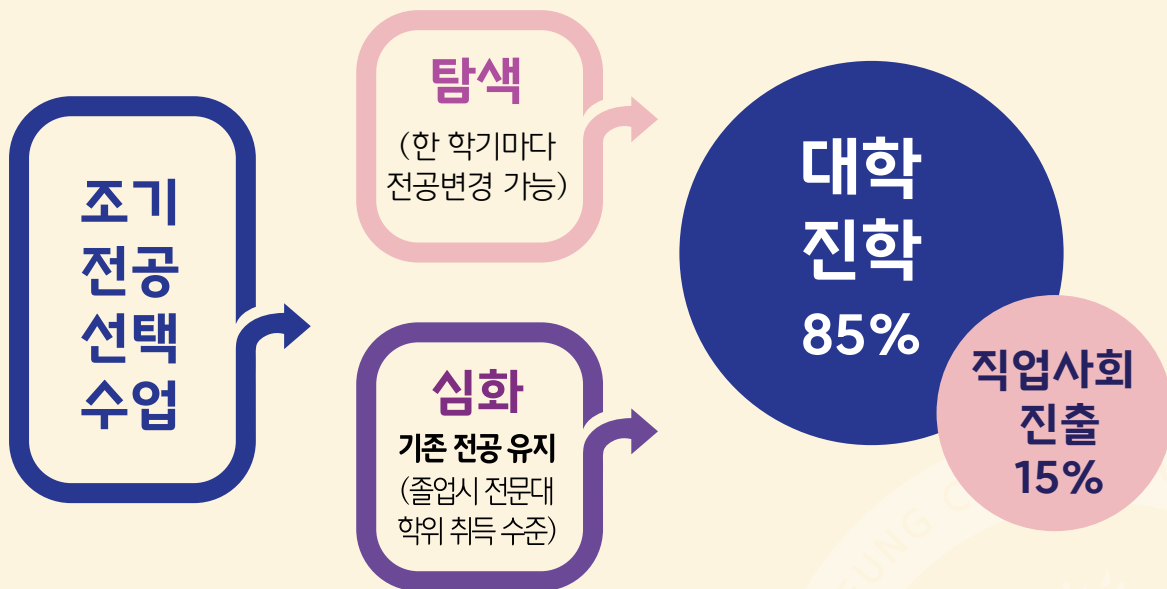 조기
전공
선택
수업
탐색
(한 학기마다
전공변경 가능)
심화
기존 전공 유지
(졸업시 전문대
학위 취득 수준)
대학
진학
85%
직업사회
진출
15%